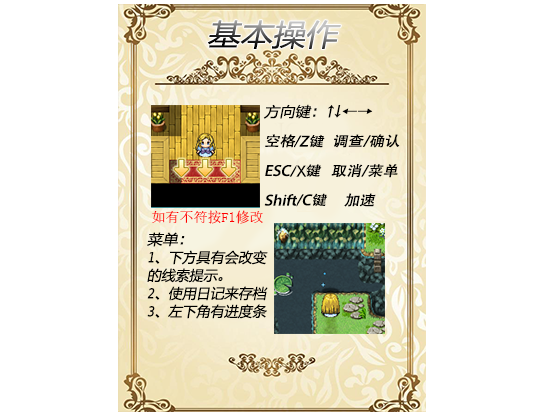 基本操作
方向键：↑↓←→
空格/Z键 调查/确认
ESC/X键 取消/菜单
Shift/C键 加速
如有不符按F1修改
菜单：
1、下方具有会改变
的线索提示。
2、使用日记来存档
3、左下角有进度条